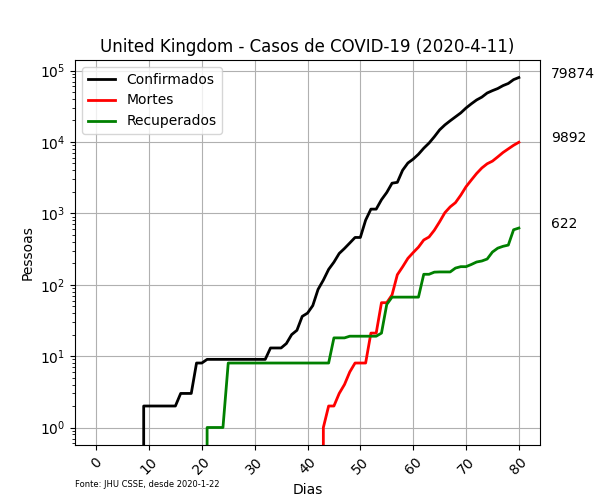 United Kingdom - Casos de COVID-19 (2020-4-11)
Confirmados
Mortes
Recuperados
79874
9892
622
Pessoas
10^5
10^4
10^3
10^2
10^1
10^0
0 10 20 30 40 50 60 70 80
Dias
Fonte: JHU CSSE, desde 2020-1-22